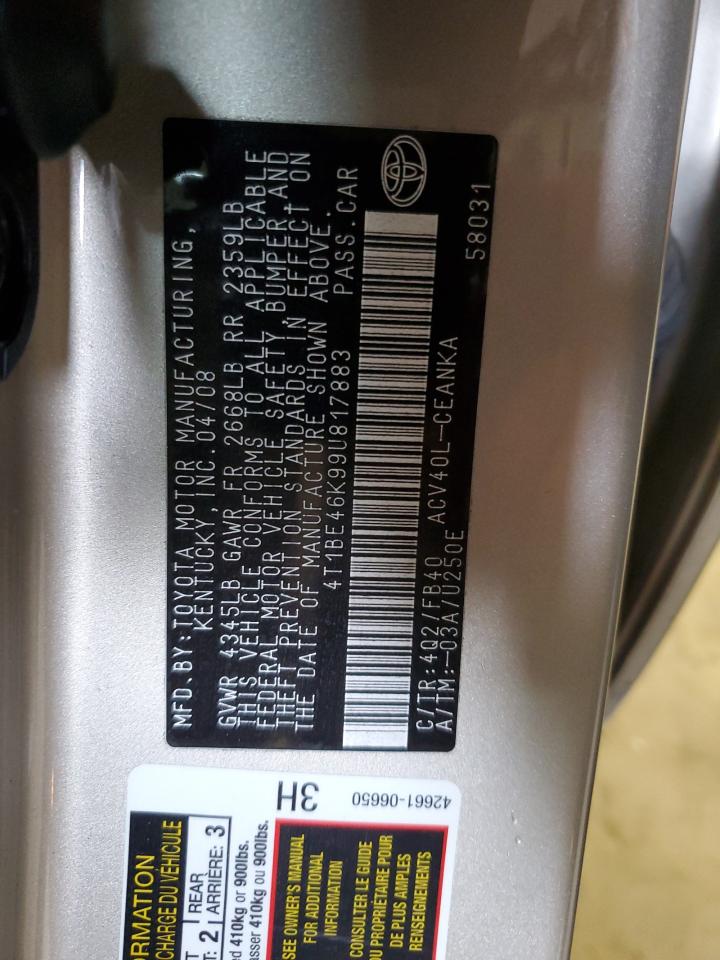 MFD.BY:TOYOTA MOTOR MANUFACTURING,
KENTUCKY,INC.04/08
GVWR 4345LB GAWR FR 2668LB RR 2359LB
THIS VEHICLE CONFORMS TO ALL APPLICABLE
FEDERAL MOTOR VEHICLE SAFETY, BUMPER, AND
THEFT PREVENTION STANDARDS IN EFFECT ON
THE DATE OF MANUFACTURE SHOWN ABOVE.
4T1BE46K99U817883 PASS.CAR
C/TR:4Q2/FB40 ACV40L-CEANKA
A/TM:-03A/U250E 58031
3H
42661-06650
ORMATION
CHARGE DU VÉHICULE
REAR
: 2 ARRIÈRE: 3
ed 410kg or 900lbs.
asser 410kg ou 900lbs.
SEE OWNER'S MANUAL
FOR ADDITIONAL
INFORMATION
CONSULTER LE GUIDE
DU PROPRIÉTAIRE POUR
DE PLUS AMPLES
RENSEIGNEMENTS